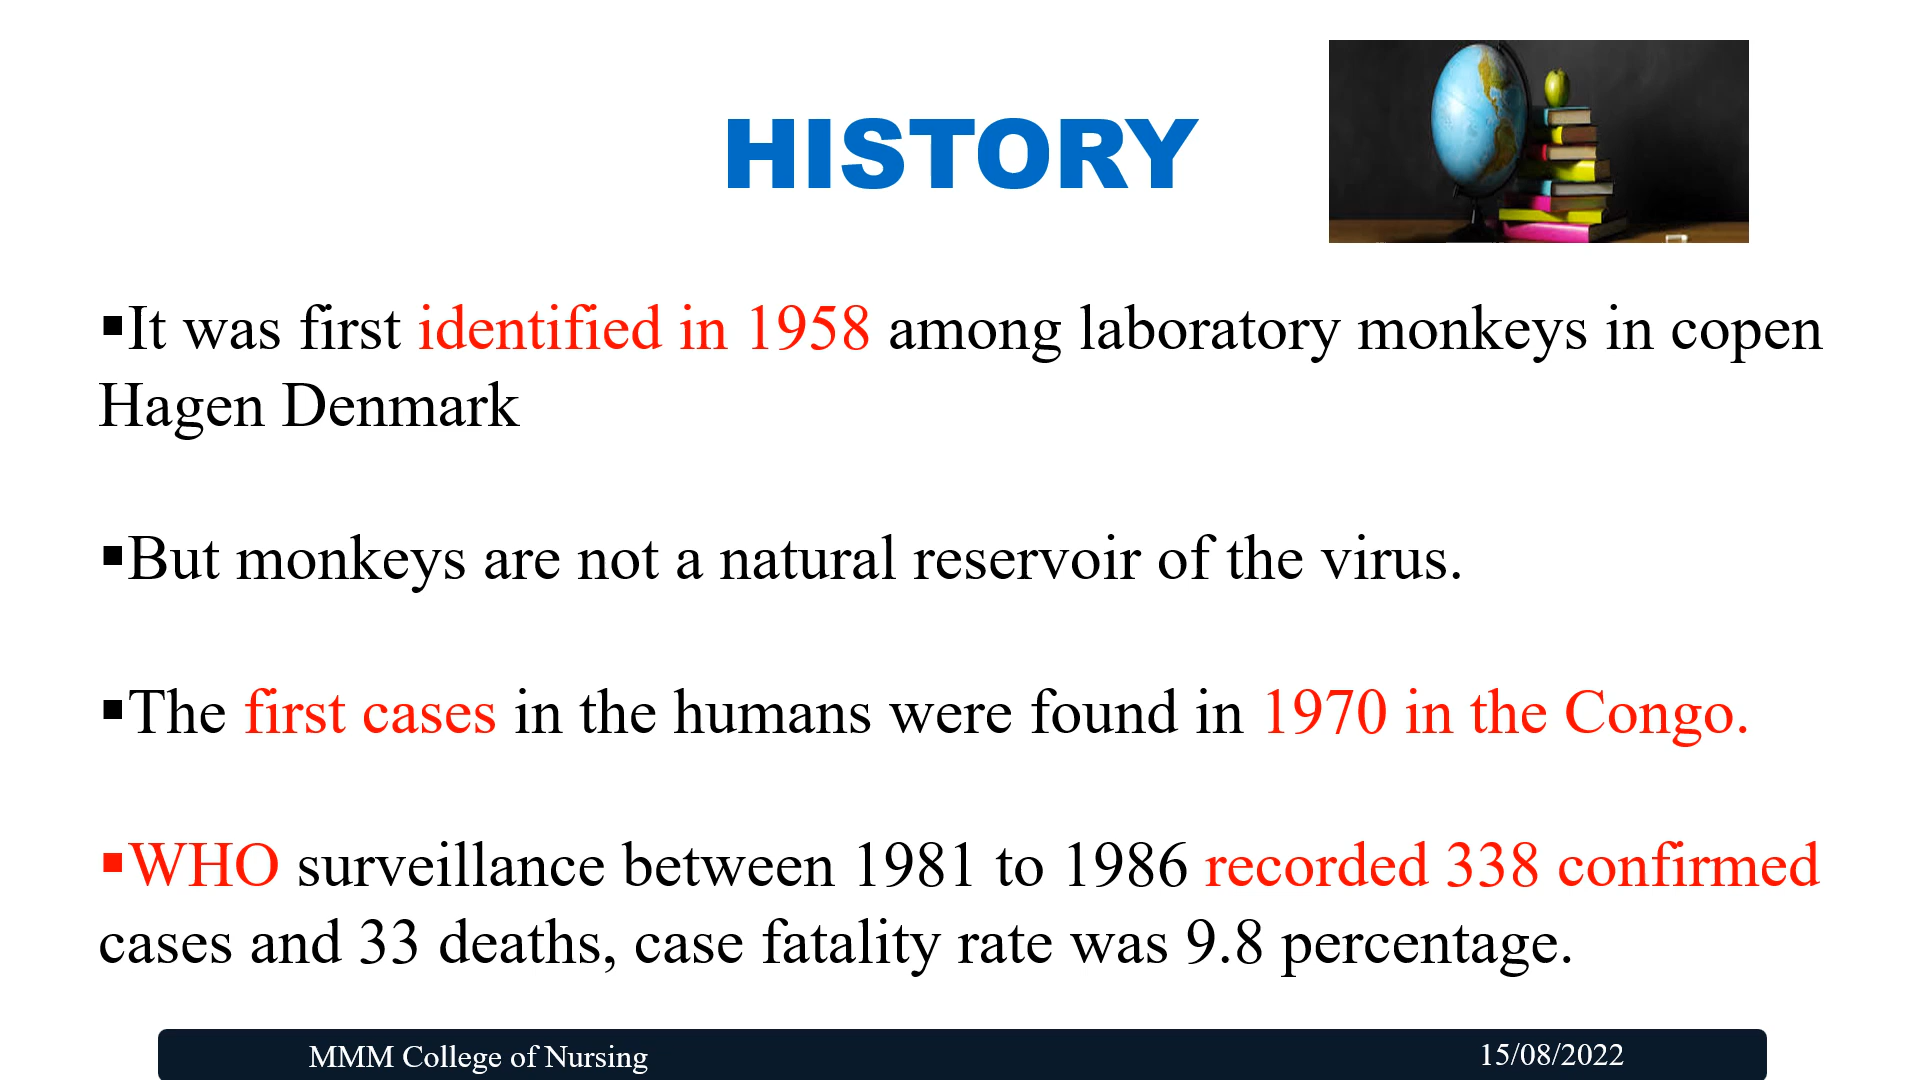 HISTORY
▪It was first identified in 1958 among laboratory monkeys in copen
Hagen Denmark
▪But monkeys are not a natural reservoir of the virus.
▪The first cases in the humans were found in 1970 in the Congo.
▪WHO surveillance between 1981 to 1986 recorded 338 confirmed
cases and 33 deaths, case fatality rate was 9.8 percentage.
MMM College of Nursing
15/08/2022